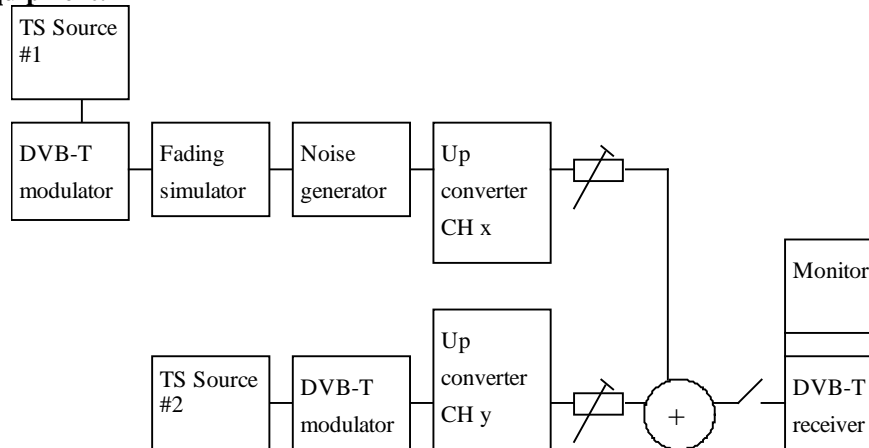 TS Source
#1
DVB-T
modulator
Fading
simulator
Noise
generator
Up
converter
CH x
Monitor
TS Source
#2
DVB-T
modulator
Up
converter
CH y
+
DVB-T
receiver